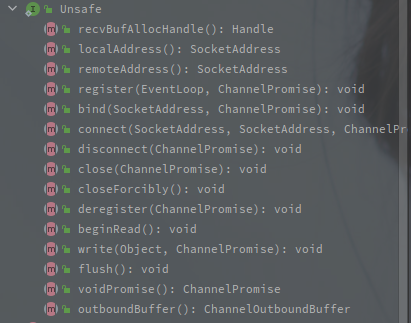 Unsafe
recvBufAllocHandle(): Handle
localAddress(): SocketAddress
remoteAddress(): SocketAddress
register(EventLoop, ChannelPromise): void
bind(SocketAddress, ChannelPromise): void
connect(SocketAddress, SocketAddress, ChannelPr
disconnect(ChannelPromise): void
close(ChannelPromise): void
closeForcibly(): void
deregister(ChannelPromise): void
beginRead(): void
write(Object, ChannelPromise): void
flush(): void
voidPromise(): ChannelPromise
outboundBuffer(): ChannelOutboundBuffer